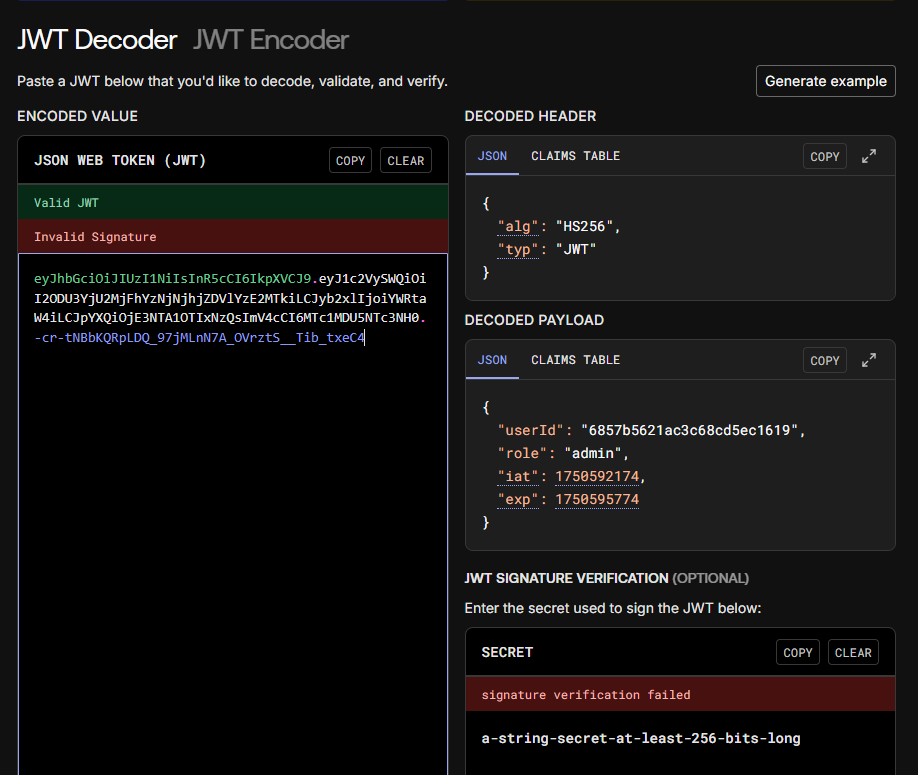 JWT Decoder JWT Encoder
Paste a JWT below that you'd like to decode, validate, and verify.
Generate example
ENCODED VALUE
JSON WEB TOKEN (JWT)
COPY
CLEAR
Valid JWT
Invalid Signature
eyJhbGciOiJIUzI1NiIsInR5cCI6IkpXVCJ9.eyJ1c2VySWQiOi
I2ODU3YjU2MjFhYzNjNjhjZDVlYzE2MTkiLCJyb2xlIjoiYWRta
W4iLCJpYXQiOjE3NTA1OTIxNzQsImV4cCI6MTc1MDU5NTc3NH0.
-cr-tNBbKQRpLDQ_97jMLnN7A_OVrztS__Tib_txeC4
DECODED HEADER
JSON
CLAIMS TABLE
COPY
{
"alg": "HS256",
"typ": "JWT"
}
DECODED PAYLOAD
JSON
CLAIMS TABLE
COPY
{
"userId": "6857b5621ac3c68cd5ec1619",
"role": "admin",
"iat": 1750592174,
"exp": 1750595774
}
JWT SIGNATURE VERIFICATION (OPTIONAL)
Enter the secret used to sign the JWT below:
SECRET
COPY
CLEAR
signature verification failed
a-string-secret-at-least-256-bits-long